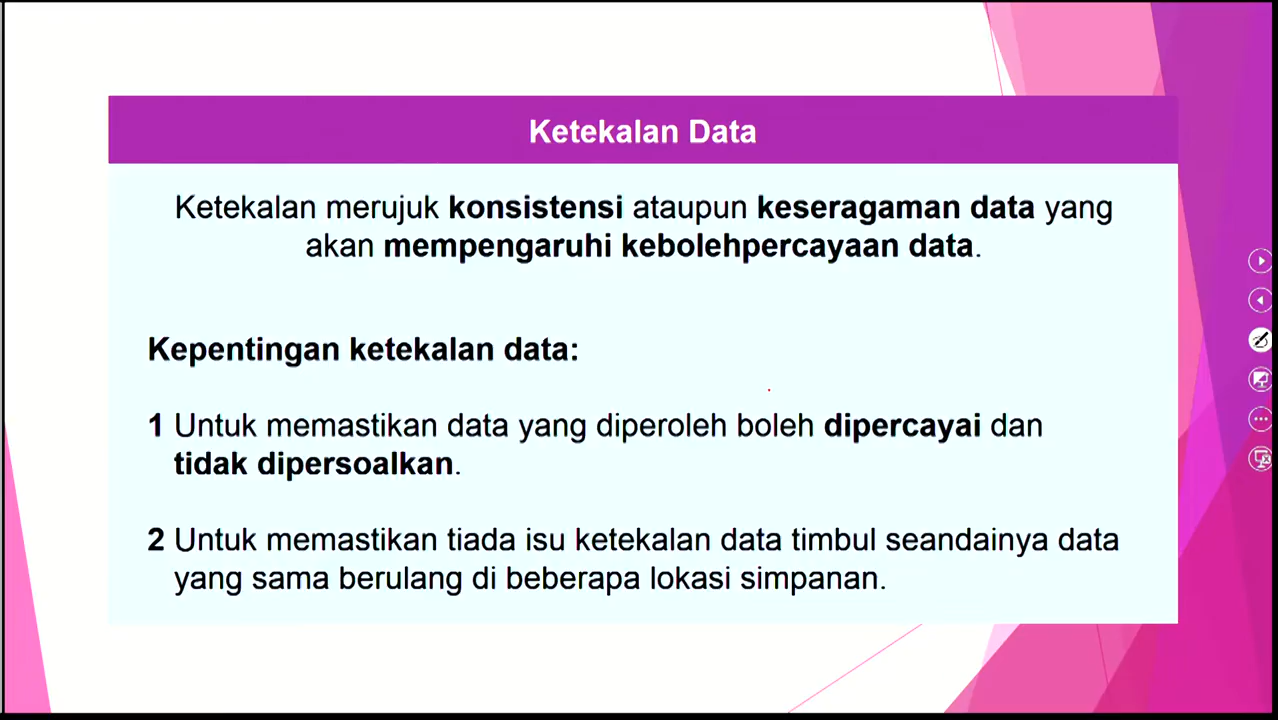 Ketekalan Data
Ketekalan merujuk konsistensi ataupun keseragaman data yang
akan mempengaruhi kebolehpercayaan data.
Kepentingan ketekalan data:
1 Untuk memastikan data yang diperoleh boleh dipercayai dan
tidak dipersoalkan.
2 Untuk memastikan tiada isu ketekalan data timbul seandainya data
yang sama berulang di beberapa lokasi simpanan.